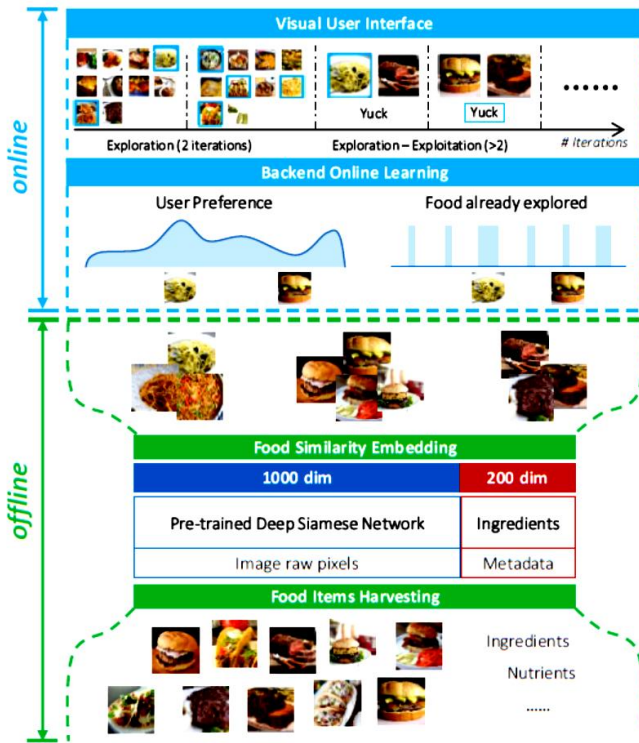 Visual User Interface
Yuck
Yuck
......
Exploration (2 iterations)
Exploration – Exploitation (>2)
# Iterations
online
Backend Online Learning
User Preference
Food already explored
offline
Food Similarity Embedding
1000 dim
200 dim
Pre-trained Deep Siamese Network
Ingredients
Image raw pixels
Metadata
Food Items Harvesting
Ingredients
Nutrients
......